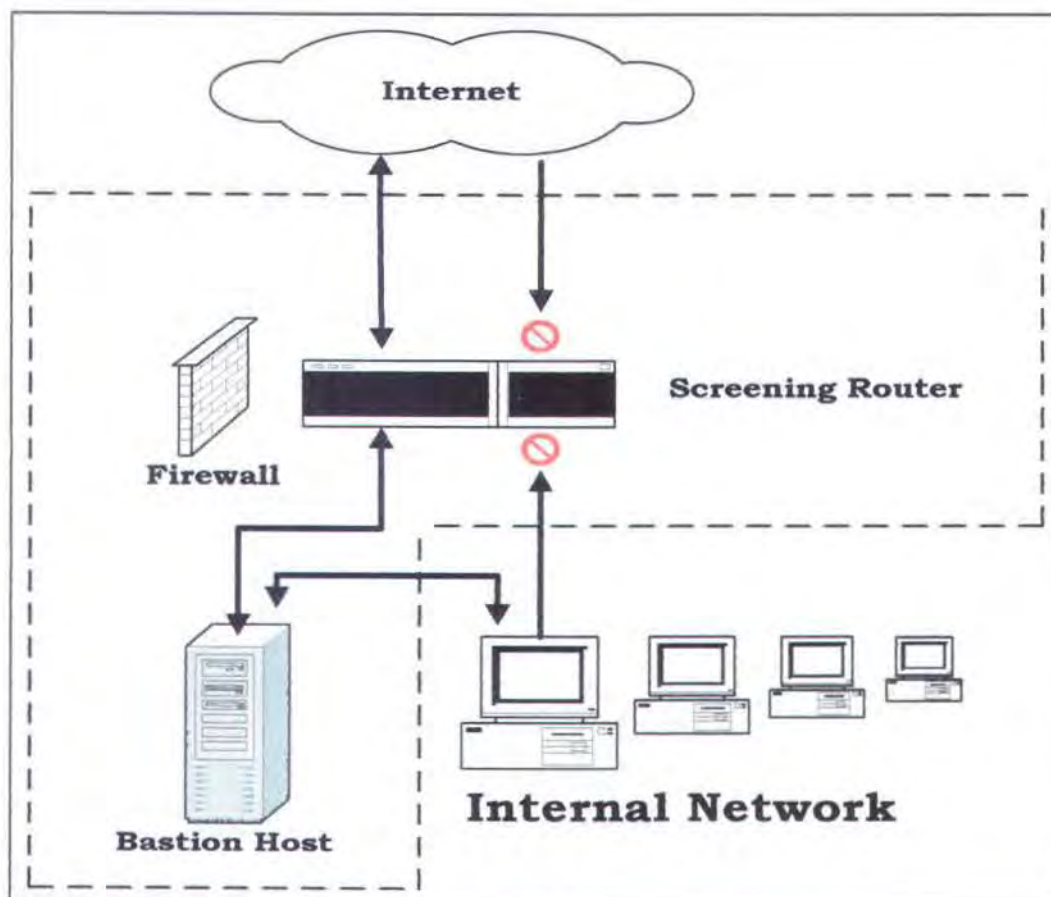 Internet
Screening Router
Firewall
Bastion Host
Internal Network